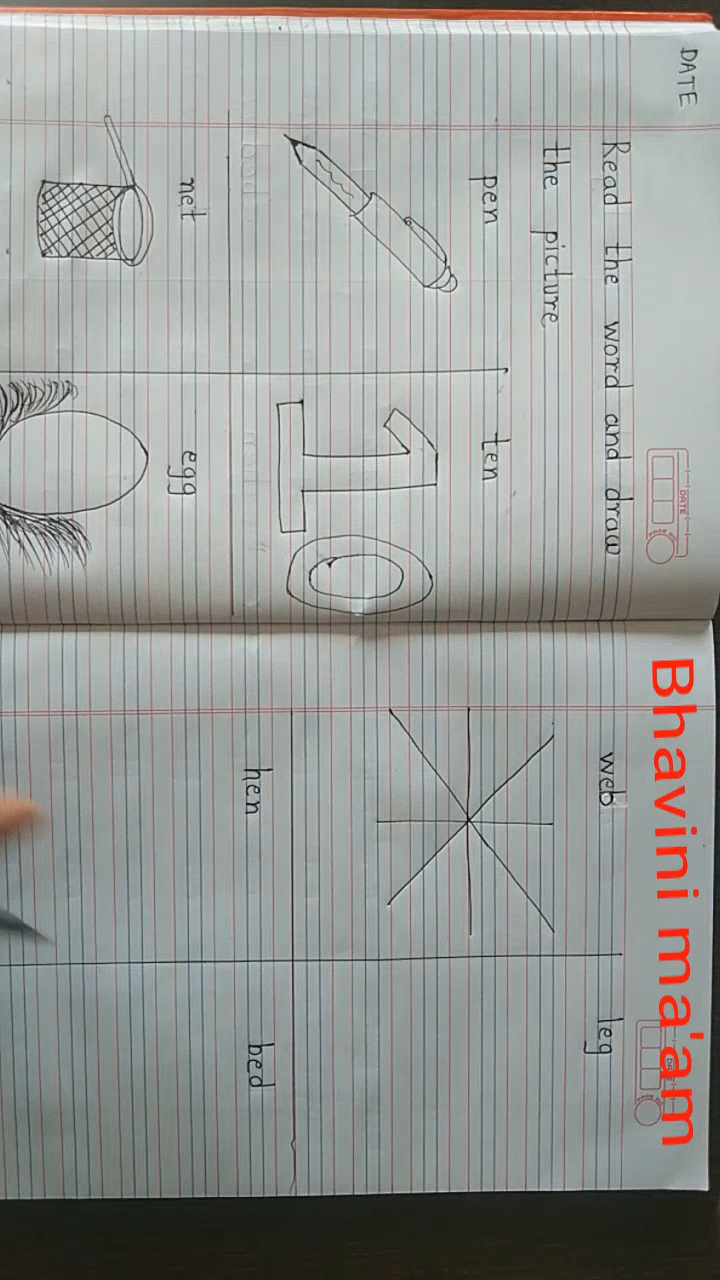 DATE
DATE
Read the word and draw
the picture
pen
ten
net
egg
Bhavini ma'am
web
leg
hen
bed